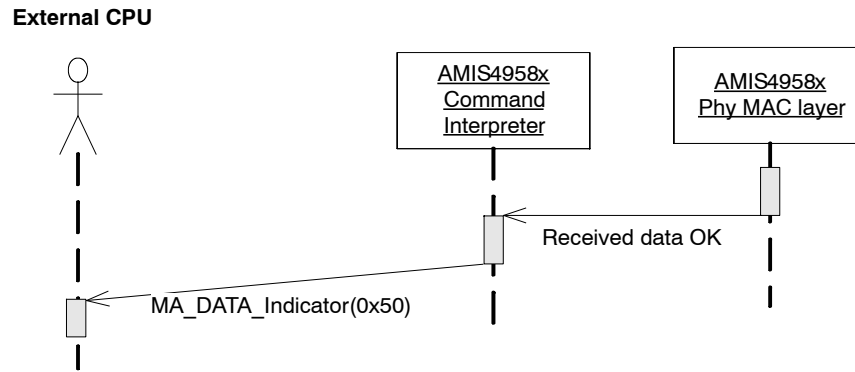 External CPU
AMIS4958x
Command
Interpreter
AMIS4958x
Phy MAC layer
Received data OK
MA_DATA_Indicator(0x50)